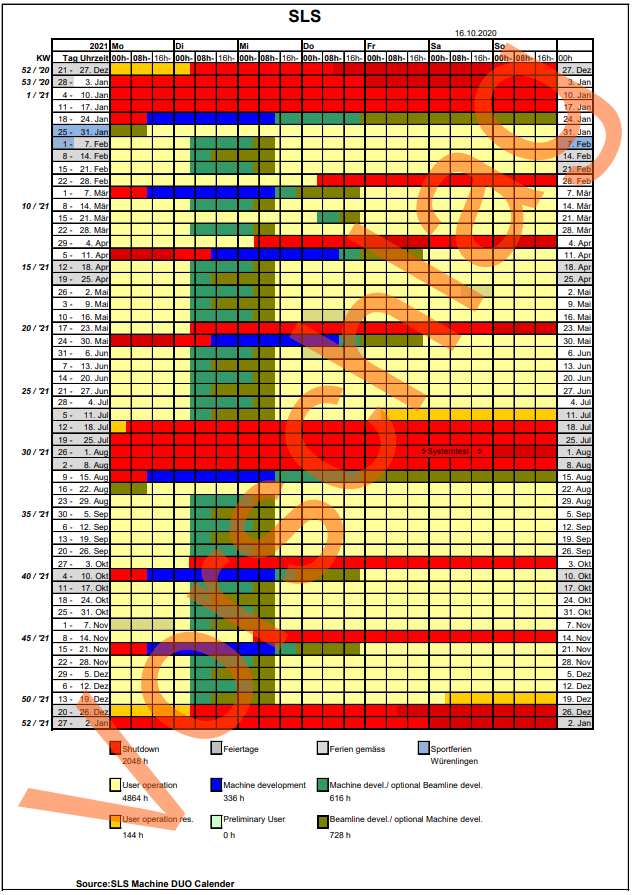 SLS
16.10.2020
2021 Mo Di Mi Do Fr Sa So
KW Tag Uhrzeit 00h- 08h- 16h- 00h- 08h- 16h- 00h- 08h- 16h- 00h- 08h- 16h- 00h- 08h- 16h- 00h- 08h- 16h- 00h- 08h- 16h- 00h
52 / '20 21 - 27. Dez 27. Dez
53 / '20 28 - 3. Jan 3. Jan
1 / '21 4 - 10. Jan 10. Jan
11 - 17. Jan 17. Jan
18 - 24. Jan 24. Jan
25 - 31. Jan 31. Jan
1 - 7. Feb 7. Feb
8 - 14. Feb 14. Feb
15 - 21. Feb 21. Feb
22 - 28. Feb 28. Feb
1 - 7. Mär 7. Mär
10 / '21 8 - 14. Mär 14. Mär
15 - 21. Mär 21. Mär
22 - 28. Mär 28. Mär
29 - 4. Apr 4. Apr
5 - 11. Apr 11. Apr
15 / '21 12 - 18. Apr 18. Apr
19 - 25. Apr 25. Apr
26 - 2. Mai 2. Mai
3 - 9. Mai 9. Mai
10 - 16. Mai 16. Mai
20 / '21 17 - 23. Mai 23. Mai
24 - 30. Mai 30. Mai
31 - 6. Jun 6. Jun
7 - 13. Jun 13. Jun
14 - 20. Jun 20. Jun
25 / '21 21 - 27. Jun 27. Jun
28 - 4. Jul 4. Jul
5 - 11. Jul 11. Jul
12 - 18. Jul 18. Jul
19 - 25. Jul 25. Jul
30 / '21 26 - 1. Aug Systemtest 1. Aug
2 - 8. Aug 8. Aug
9 - 15. Aug 15. Aug
16 - 22. Aug 22. Aug
23 - 29. Aug 29. Aug
35 / '21 30 - 5. Sep 5. Sep
6 - 12. Sep 12. Sep
13 - 19. Sep 19. Sep
20 - 26. Sep 26. Sep
27 - 3. Okt 3. Okt
40 / '21 4 - 10. Okt 10. Okt
11 - 17. Okt 17. Okt
18 - 24. Okt 24. Okt
25 - 31. Okt 31. Okt
1 - 7. Nov 7. Nov
45 / '21 8 - 14. Nov 14. Nov
15 - 21. Nov 21. Nov
22 - 28. Nov 28. Nov
29 - 5. Dez 5. Dez
6 - 12. Dez 12. Dez
50 / '21 13 - 19. Dez 19. Dez
20 - 26. Dez 26. Dez
52 / '21 27 - 2. Jan 2. Jan
Vorschlag
Shutdown Feiertage Ferien gemäss Sportferien
2048 h Würenlingen
User operation Machine development Machine devel./ optional Beamline devel.
4864 h 336 h 616 h
User operation res. Preliminary User Beamline devel./ optional Machine devel.
144 h 0 h 728 h
Source:SLS Machine DUO Calender